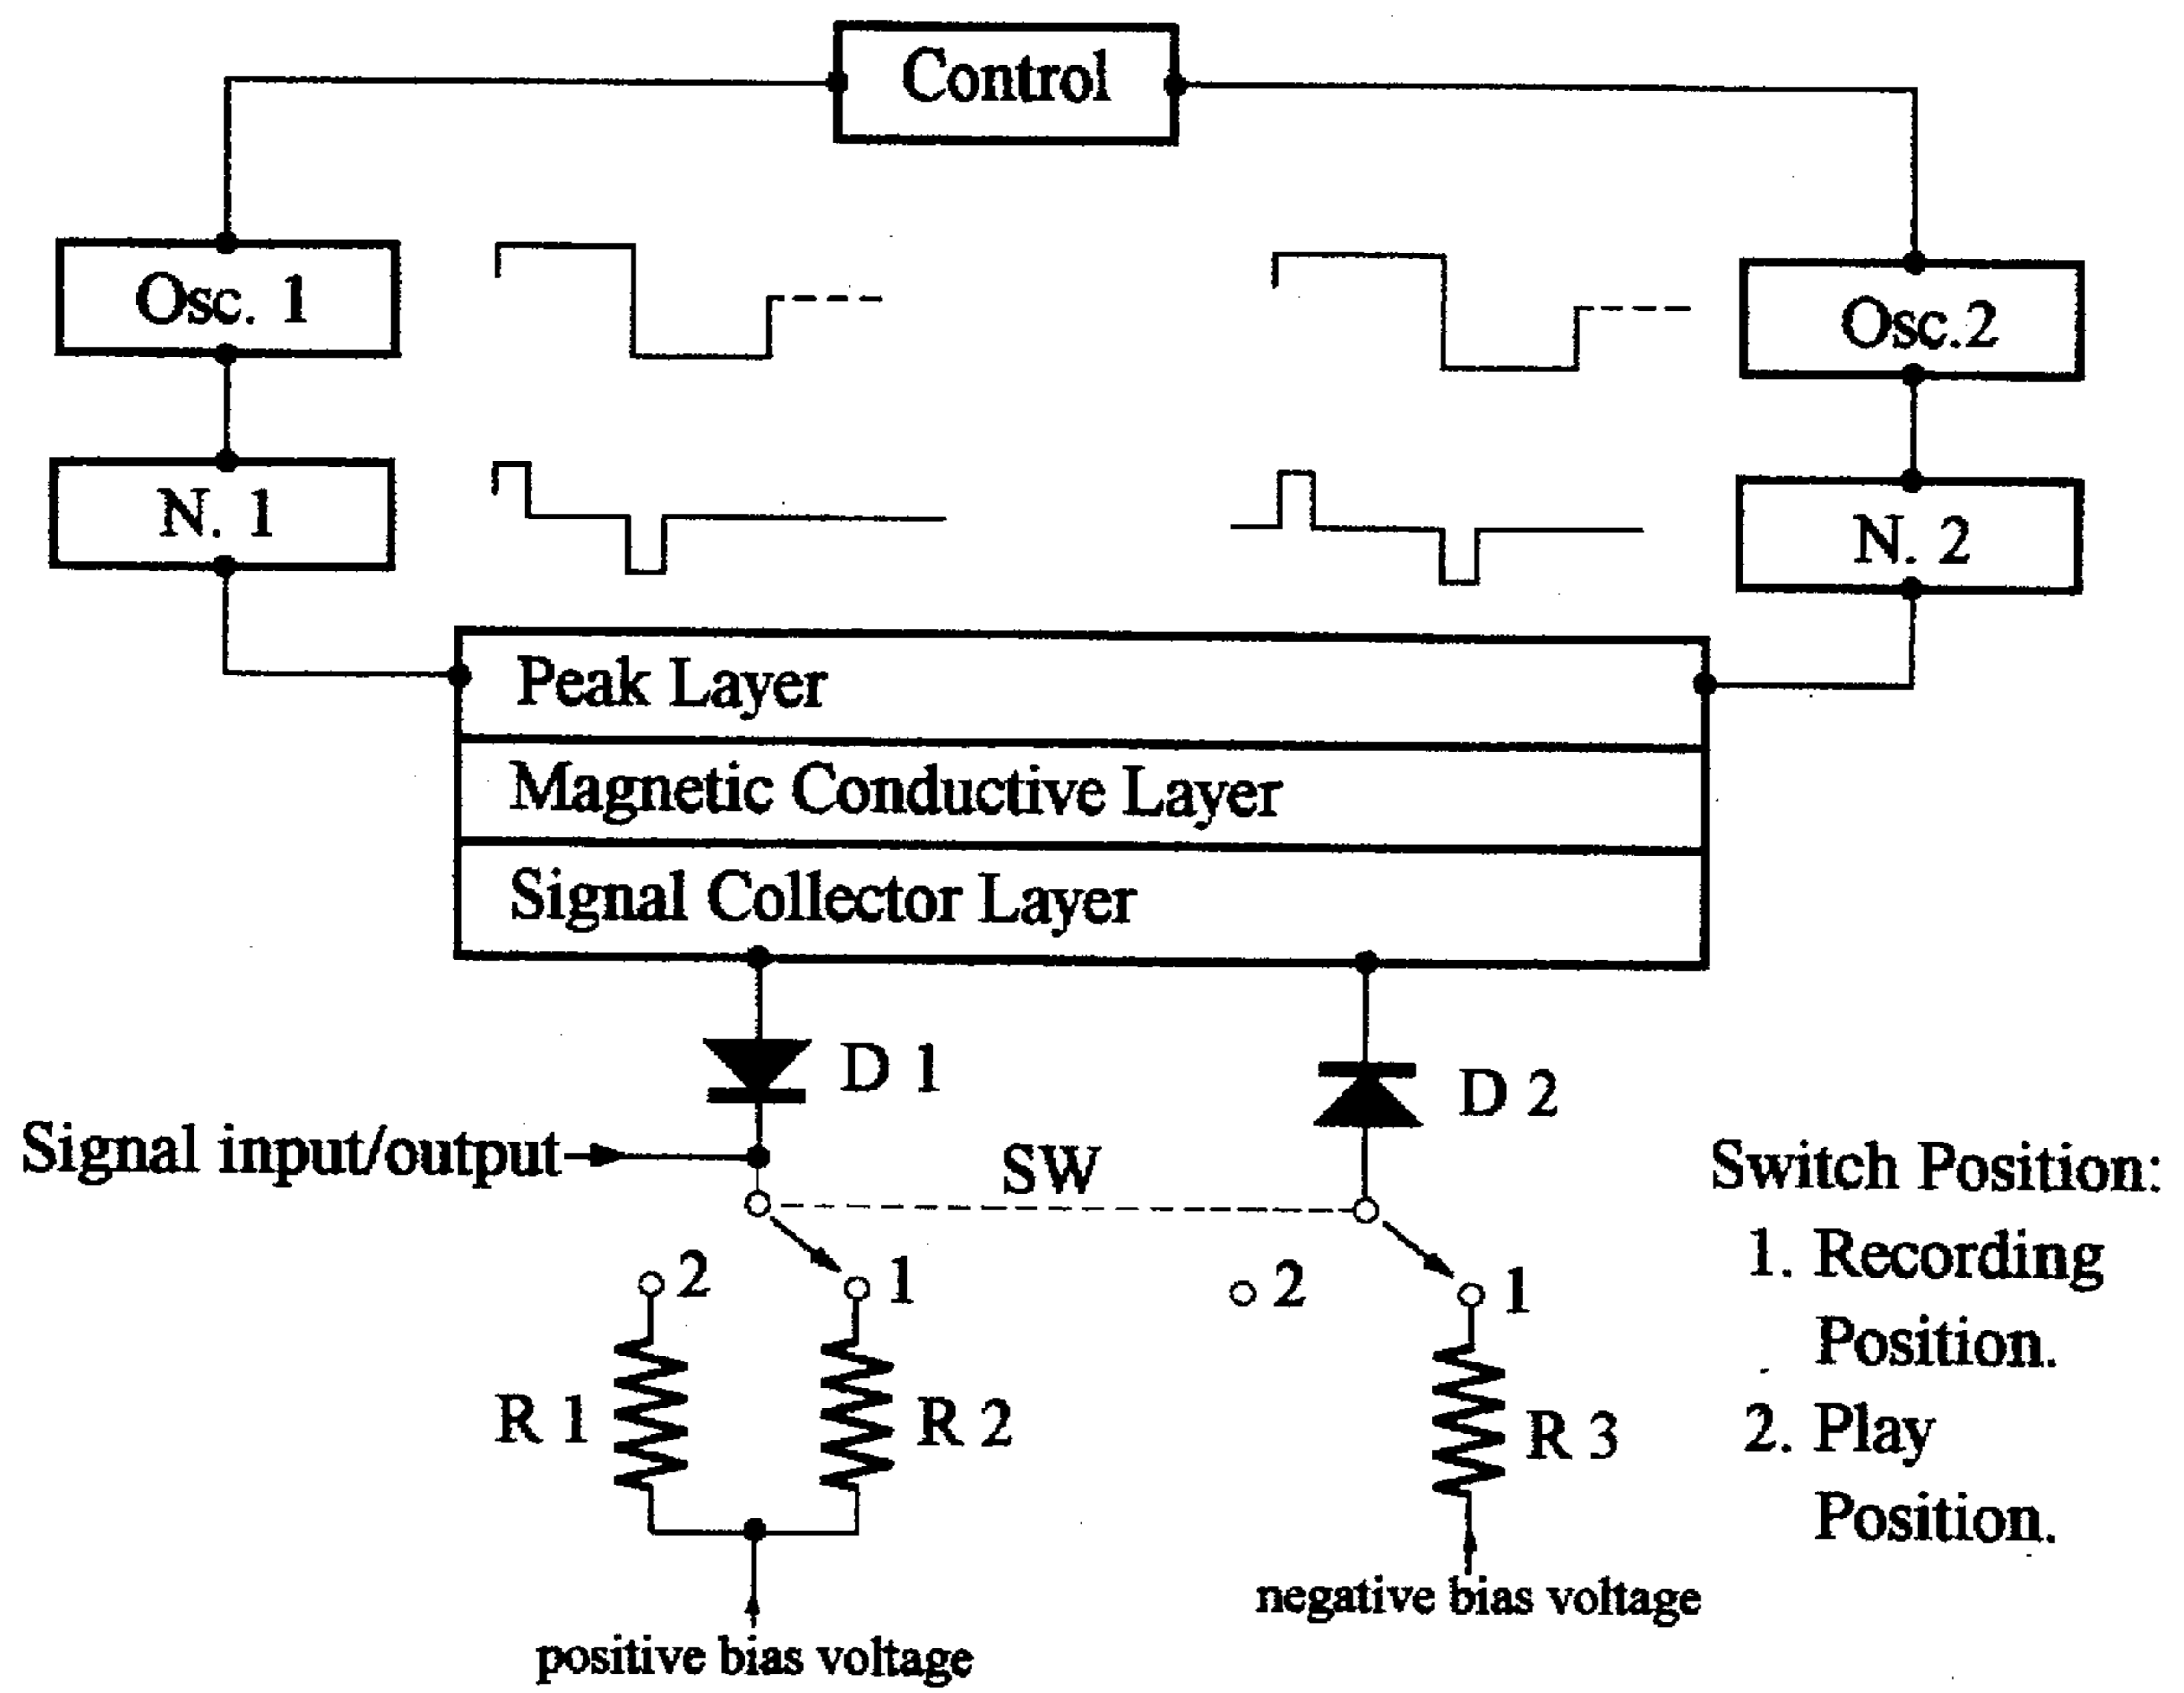 Control
Osc. 1
Osc.2
N. 1
N. 2
Peak Layer
Magnetic Conductive Layer
Signal Collector Layer
D 1
D 2
Signal input/output
SW
2
1
2
1
R 1
R 2
R 3
positive bias voltage
negative bias voltage
Switch Position:
1. Recording
Position.
2. Play
Position.